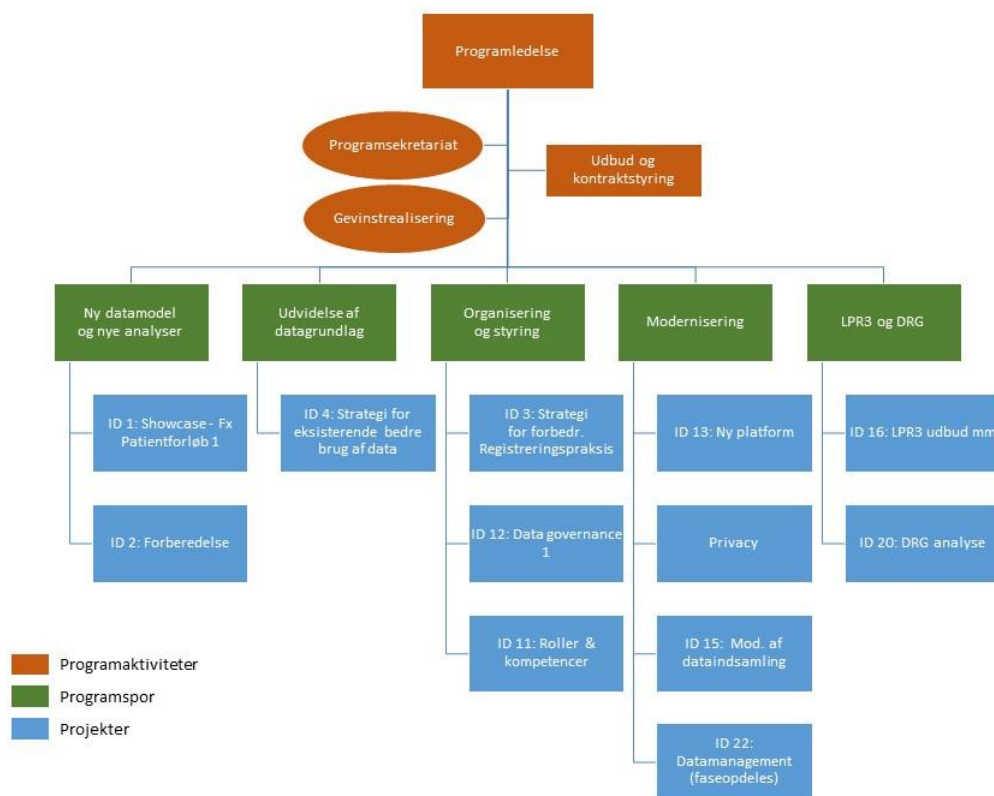 Programledelse
Programsekretariat
Udbud og
kontraktstyring
Gevinstrealisering
Ny datamodel
og nye analyser
Udvidelse af
datagrundlag
Organisering
og styring
Modernisering
LPR3 og DRG
ID 1: Showcase - Fx
Patientforløb 1
ID 4: Strategi for
eksisterende bedre
brug af data
ID 3: Strategi
for forbedr.
Registreringspraksis
ID 13: Ny platform
ID 16: LPR3 udbud mm
ID 2: Forberedelse
ID 12: Data governance
1
Privacy
ID 20: DRG analyse
ID 11: Roller & 
kompetencer
ID 15: Mod. af
dataindsamling
ID 22:
Datamanagement
(faseopdeles)
Programaktiviteter
Programspor
Projekter